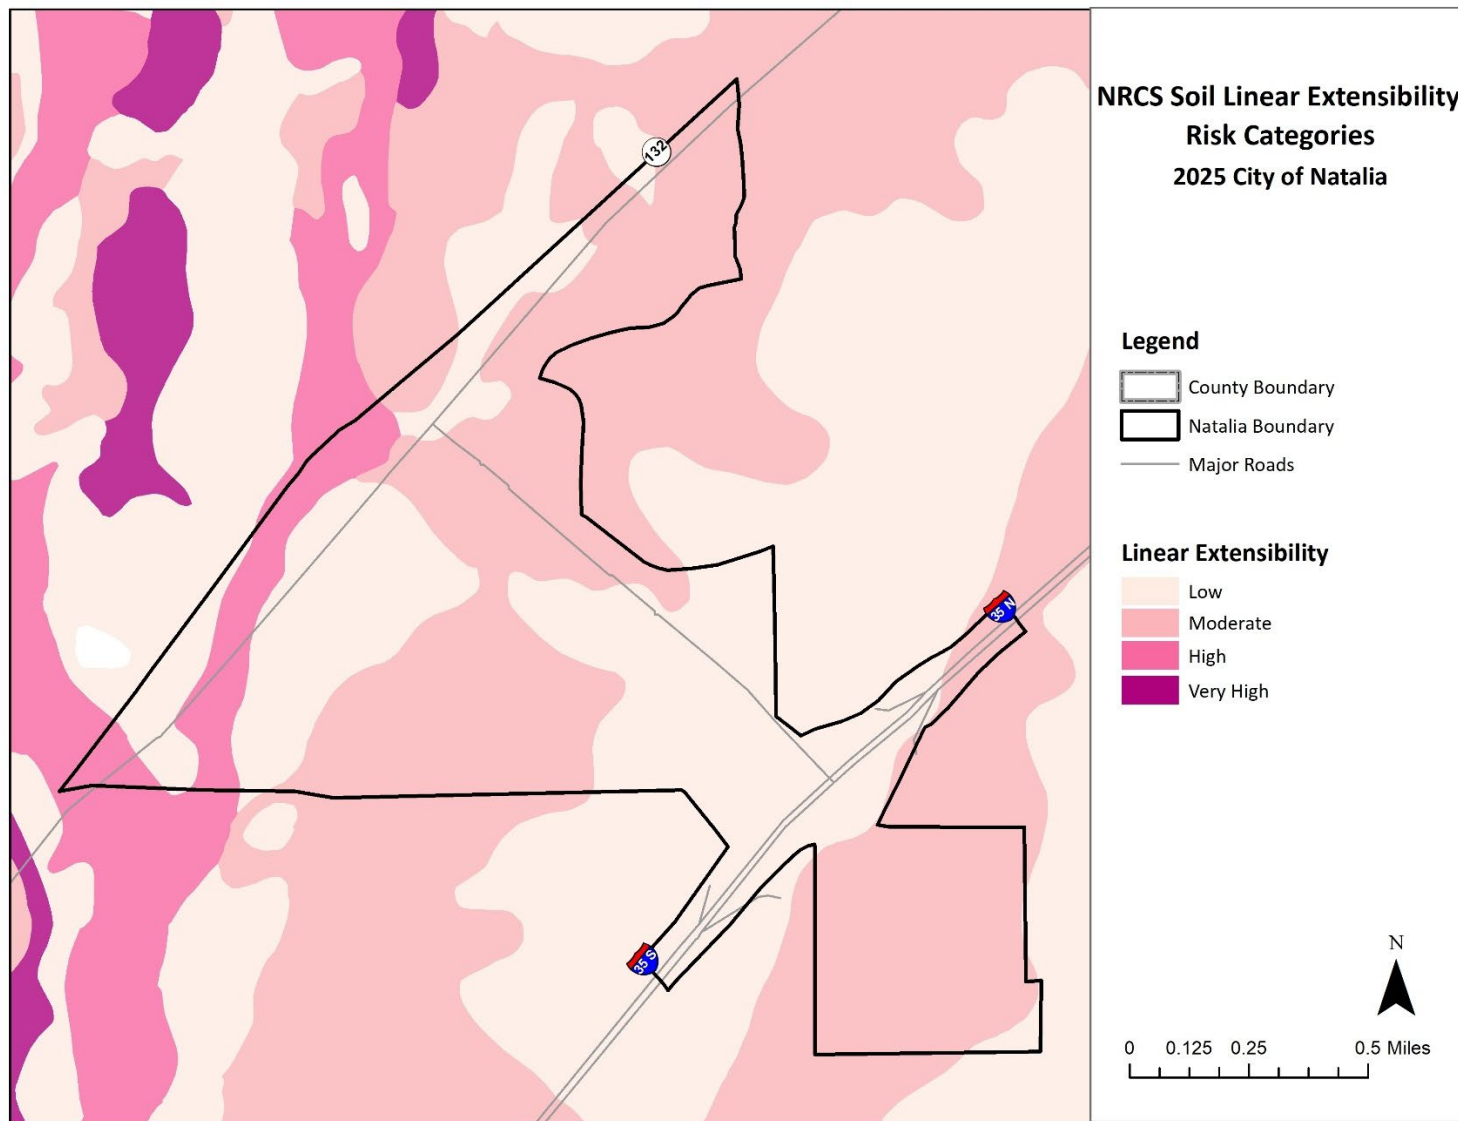 NRCS Soil Linear Extensibility
Risk Categories
2025 City of Natalia
132
35 N
35 S
Legend
County Boundary
Natalia Boundary
Major Roads
Linear Extensibility
Low
Moderate
High
Very High
N
0 0.125 0.25 0.5 Miles